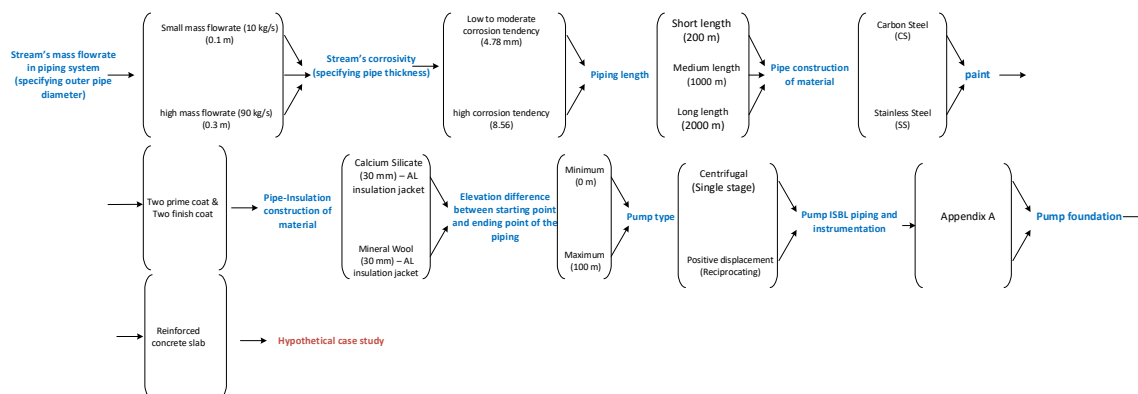 Stream's mass flowrate
in piping system
(specifying outer pipe
diameter)
Small mass flowrate (10 kg/s)
(0.1 m)
high mass flowrate (90 kg/s)
(0.3 m)
Stream's corrosivity
(specifying pipe thickness)
Low to moderate
corrosion tendency
(4.78 mm)
high corrosion tendency
(8.56)
Piping length
Short length
(200 m)
Medium length
(1000 m)
Long length
(2000 m)
Pipe construction
of material
Carbon Steel
(CS)
Stainless Steel
(SS)
paint
Two prime coat &
Two finish coat
Pipe-Insulation
construction of
material
Calcium Silicate
(30 mm) – AL
insulation jacket
Mineral Wool
(30 mm) – AL
insulation jacket
Elevation difference
between starting point
and ending point of the
piping
Minimum
(0 m)
Maximum
(100 m)
Pump type
Centrifugal
(Single stage)
Positive displacement
(Reciprocating)
Pump ISBL piping and
instrumentation
Appendix A
Pump foundation
Reinforced
concrete slab
Hypothetical case study